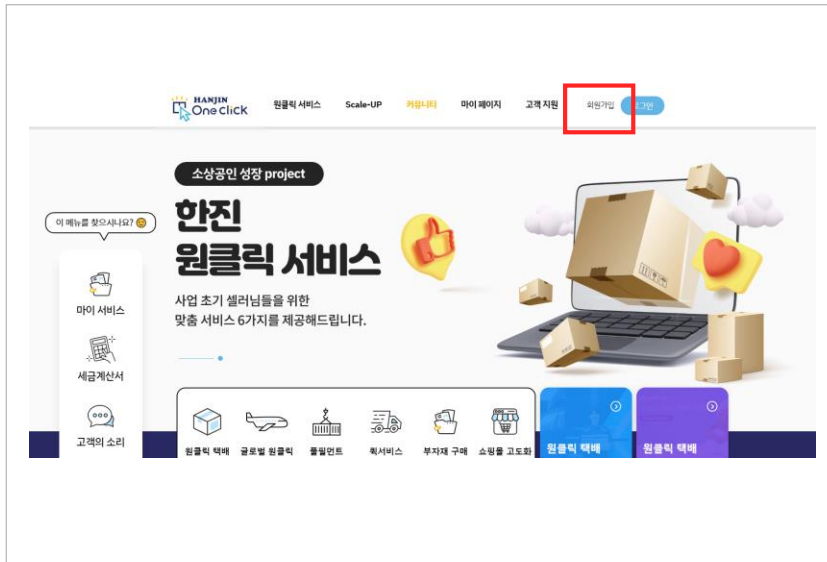 HANJIN
One click
원클릭 서비스 Scale-UP 커뮤니티 마이 페이지 고객 지원 회원가입 로그인
소상공인 성장 project
한진
원클릭 서비스
사업 초기 셀러님들을 위한
맞춤 서비스 6가지를 제공해드립니다.
이 메뉴를 찾으시나요?
마이 서비스
세금계산서
고객의 소리
원클릭 택배 글로벌 원클릭 풀필먼트 퀵서비스 부자재 구매 쇼핑몰 고도화
원클릭 택배
원클릭 택배